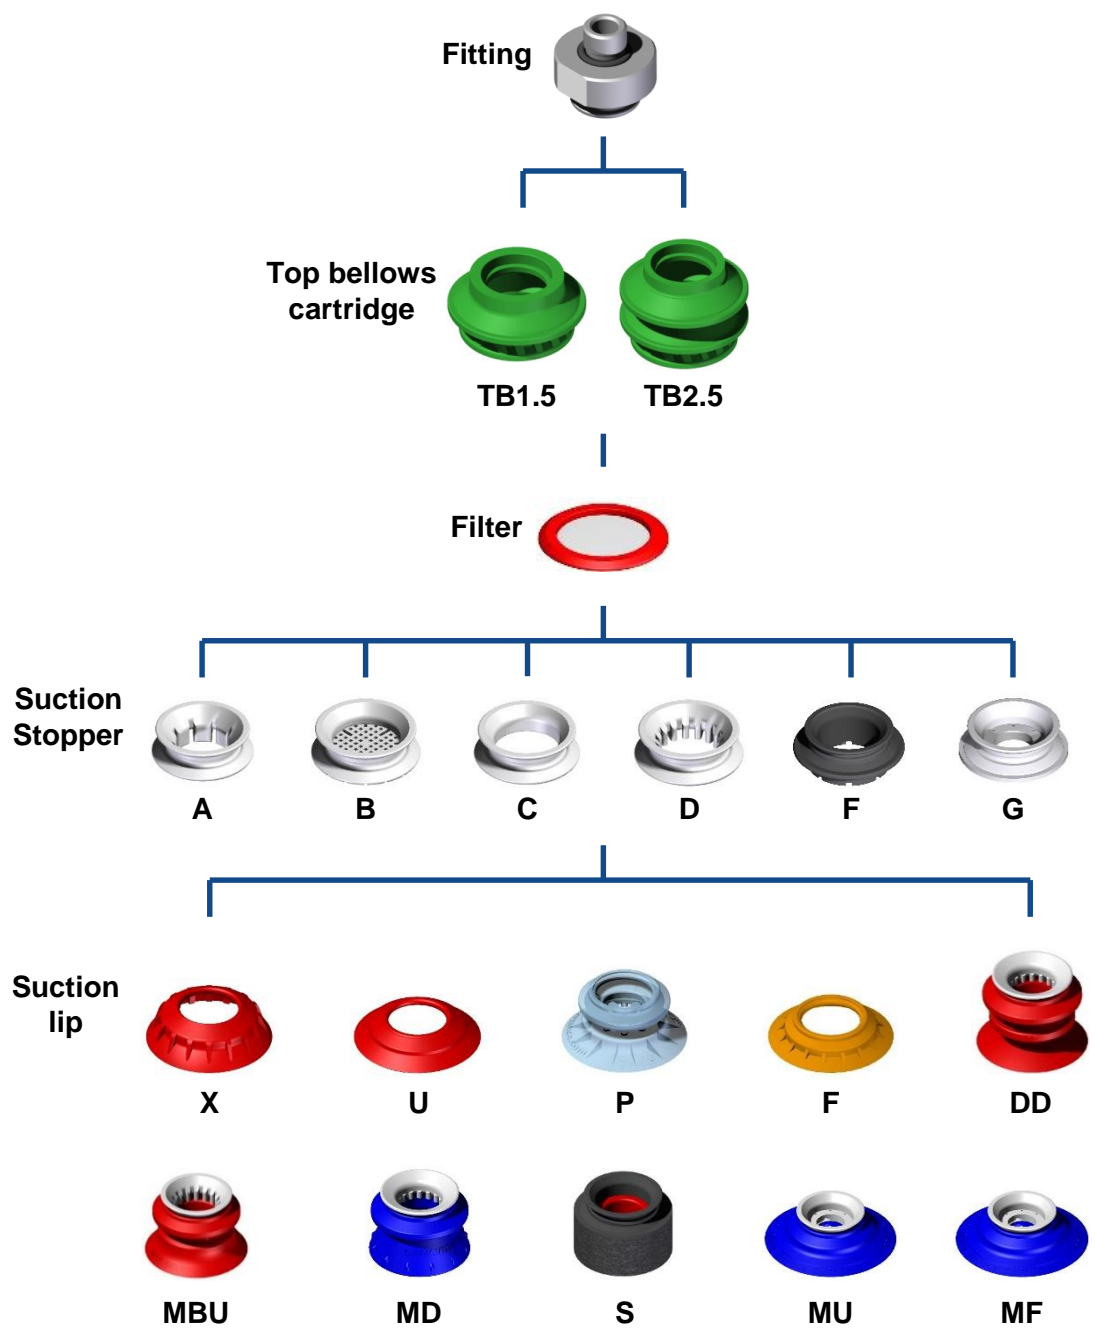 Fitting
Top bellows
cartridge
TB1.5
TB2.5
Filter
Suction
Stopper
A
B
C
D
F
G
Suction
lip
X
U
P
F
DD
MBU
MD
S
MU
MF